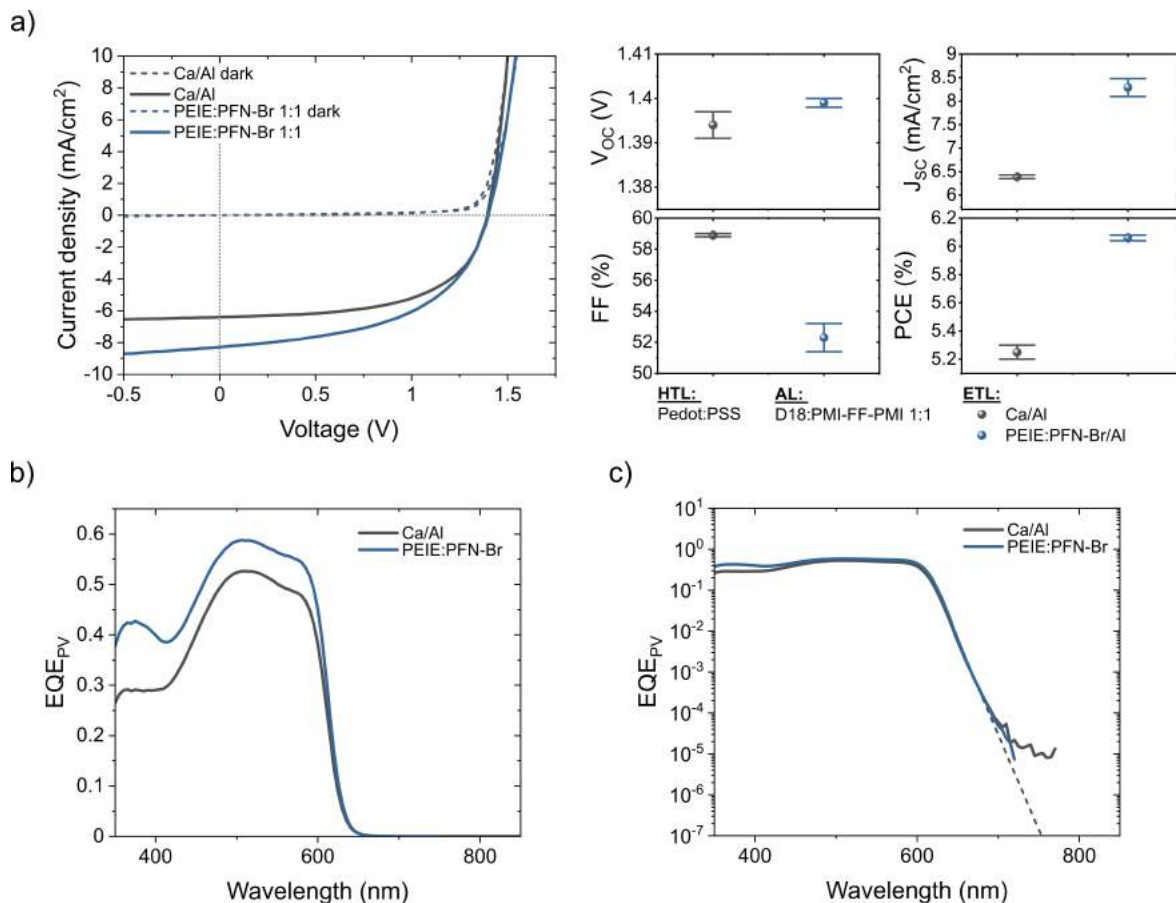 a)
10
8
6
4
2
0
-2
-4
-6
-8
-10
Current density (mA/cm²)
Ca/Al dark
Ca/Al
PEIE:PFN-Br 1:1 dark
PEIE:PFN-Br 1:1
-0.5 0 0.5 1 1.5
Voltage (V)
1.41
1.4
1.39
1.38
V_OC (V)
9
8.5
8
7.5
7
6.5
6
J_SC (mA/cm²)
60
58
56
54
52
50
FF (%)
6.2
6
5.8
5.6
5.4
5.2
PCE (%)
HTL: AL: ETL:
Pedot:PSS D18:PMI-FF-PMI 1:1 Ca/Al
PEIE:PFN-Br/Al
b)
0.6
0.5
0.4
0.3
0.2
0.1
0
EQE_PV
Ca/Al
PEIE:PFN-Br
400 600 800
Wavelength (nm)
c)
10¹
10⁰
10⁻¹
10⁻²
10⁻³
10⁻⁴
10⁻⁵
10⁻⁶
10⁻⁷
EQE_PV
Ca/Al
PEIE:PFN-Br
400 600 800
Wavelength (nm)